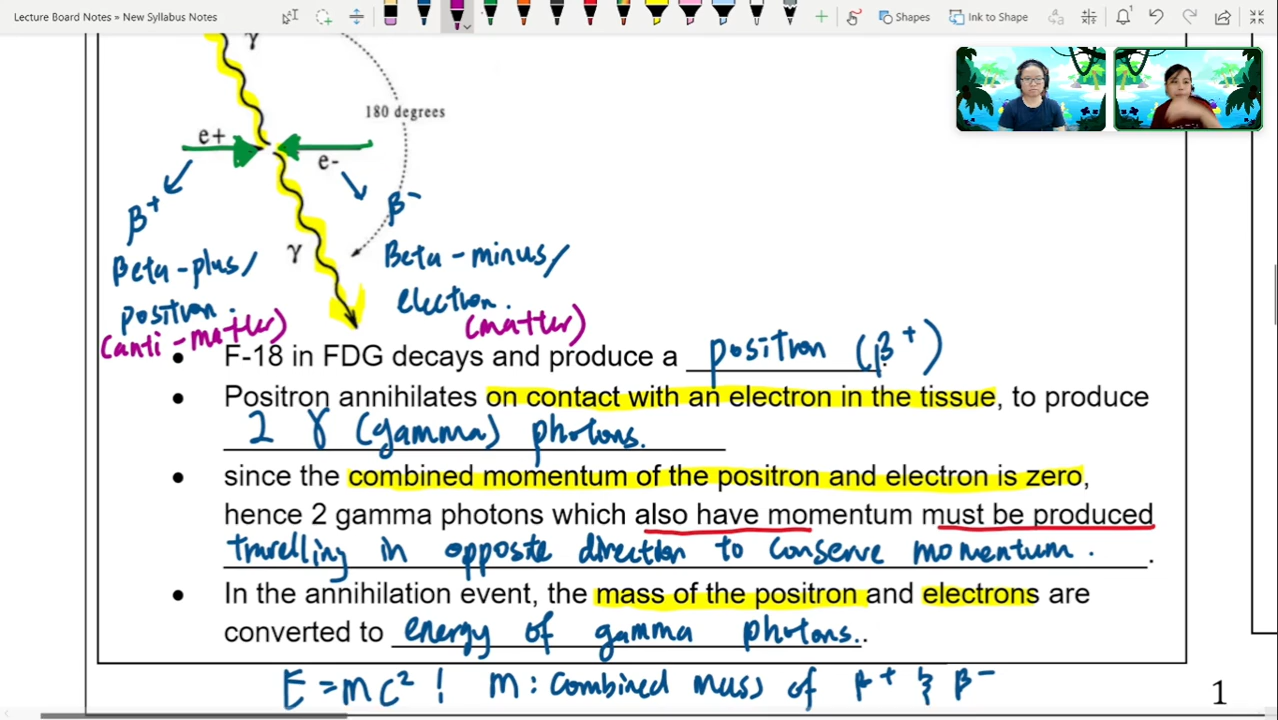 Lecture Board Notes » New Syllabus Notes
Shapes
Ink to Shape
γ
180 degrees
e+
e-
β+
β−
γ
Beta-plus/
positron.
(anti-matter)
Beta-minus/
electron.
(matter)
• F-18 in FDG decays and produce a positron (β+).
• Positron annihilates on contact with an electron in the tissue, to produce
2 γ (gamma) photons.
• since the combined momentum of the positron and electron is zero,
hence 2 gamma photons which also have momentum must be produced
travelling in opposite direction to conserve momentum. .
• In the annihilation event, the mass of the positron and electrons are
converted to energy of gamma photons..
E = mc² ! m : combined mass of β+ & β−
1